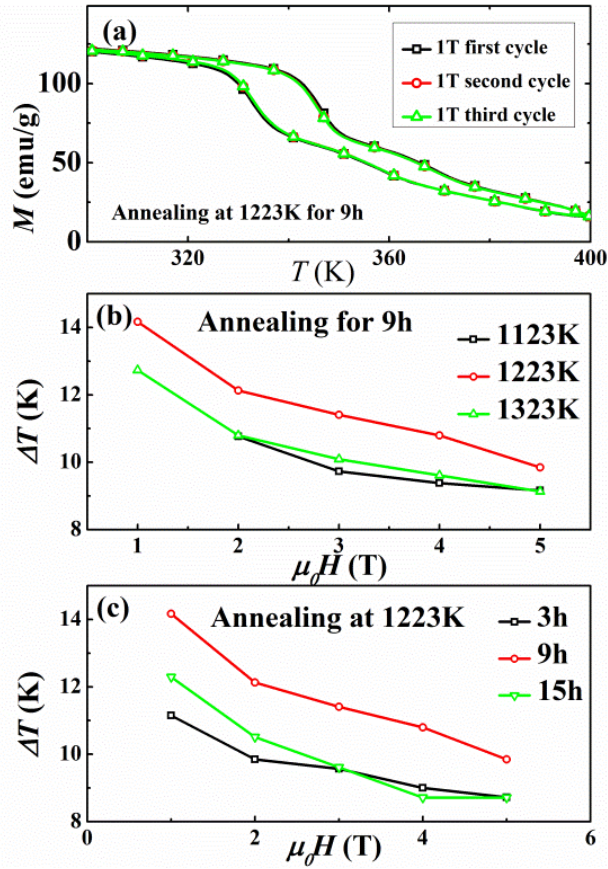 (a)
1T first cycle
1T second cycle
1T third cycle
100
50
0
M (emu/g)
Annealing at 1223K for 9h
320
360
400
T (K)
(b)
Annealing for 9h
1123K
1223K
1323K
14
12
10
8
ΔT (K)
1
2
3
4
5
μ₀H (T)
(c)
Annealing at 1223K
3h
9h
15h
14
12
10
8
ΔT (K)
0
2
4
6
μ₀H (T)